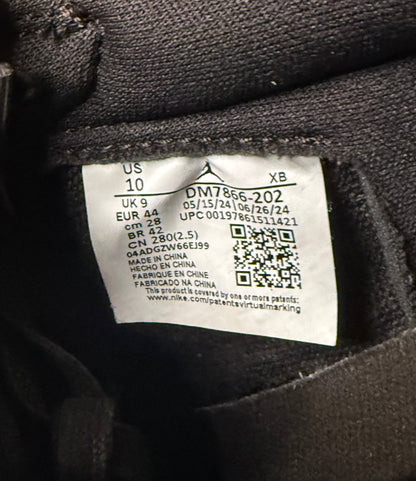 US
10 XB
DM7866-202
UK 9 05/15/24 | 06/26/24
EUR 44 UPC 00197861511421
cm 28
BR 42
CN 280(2.5)
04ADGZW66EJ99
MADE IN CHINA
HECHO EN CHINA
FABRIQUE EN CHINE
FABRICADO NA CHINA
This product is covered by one or more patents:
www.nike.com/patentsvirtualmarking